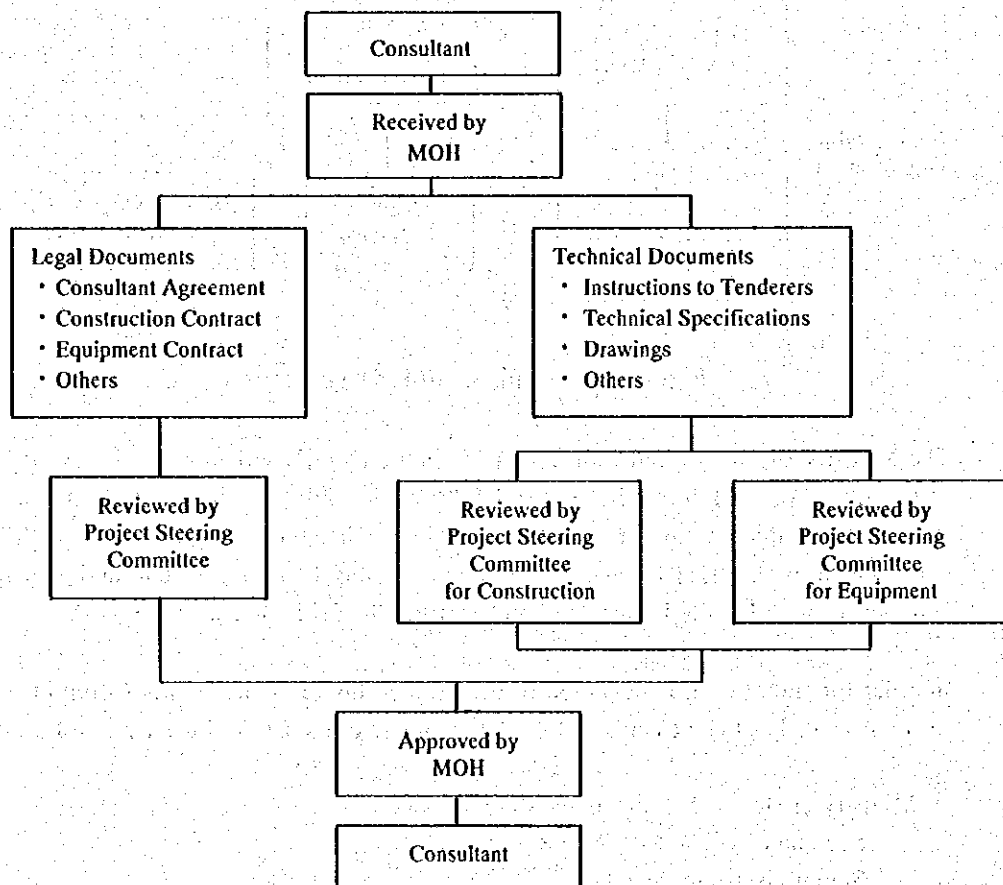 Consultant
Received by
MOH
Legal Documents
・ Consultant Agreement
・ Construction Contract
・ Equipment Contract
・ Others
Technical Documents
・ Instructions to Tenderers
・ Technical Specifications
・ Drawings
・ Others
Reviewed by
Project Steering
Committee
Reviewed by
Project Steering
Committee
for Construction
Reviewed by
Project Steering
Committee
for Equipment
Approved by
MOH
Consultant